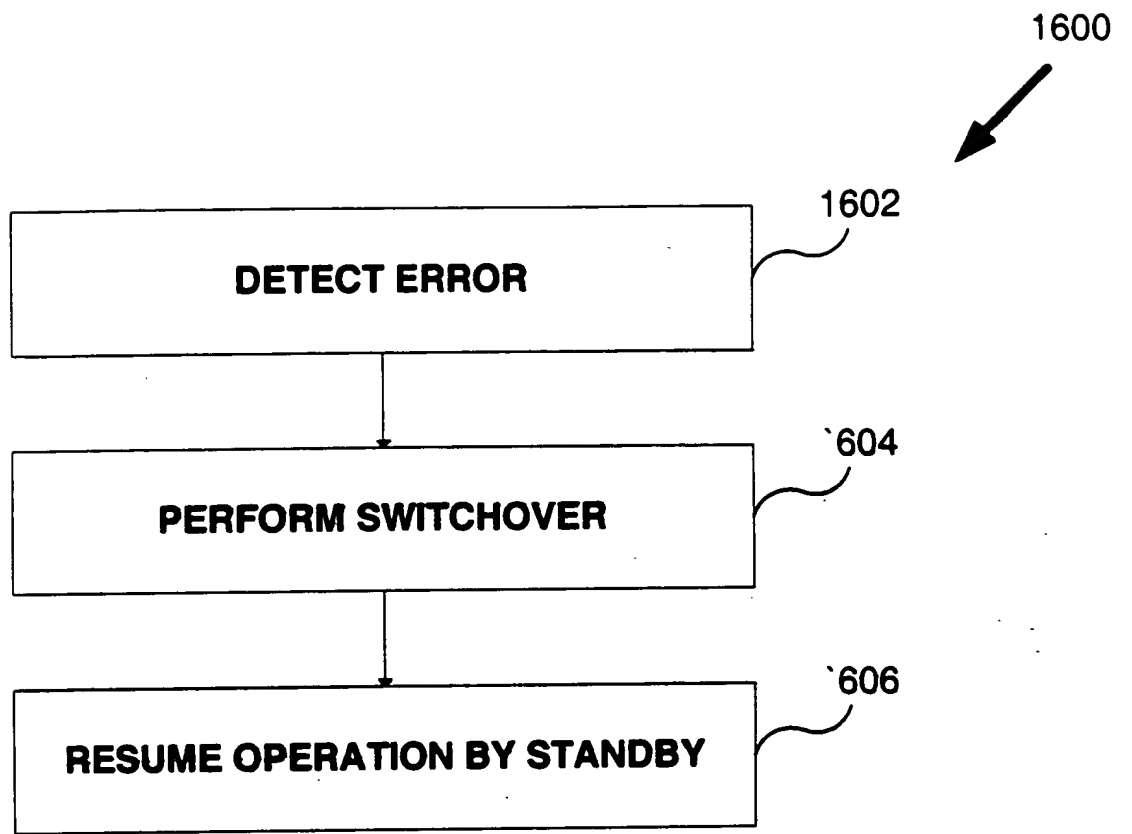 1600
1602
DETECT ERROR
`604
PERFORM SWITCHOVER
`606
RESUME OPERATION BY STANDBY